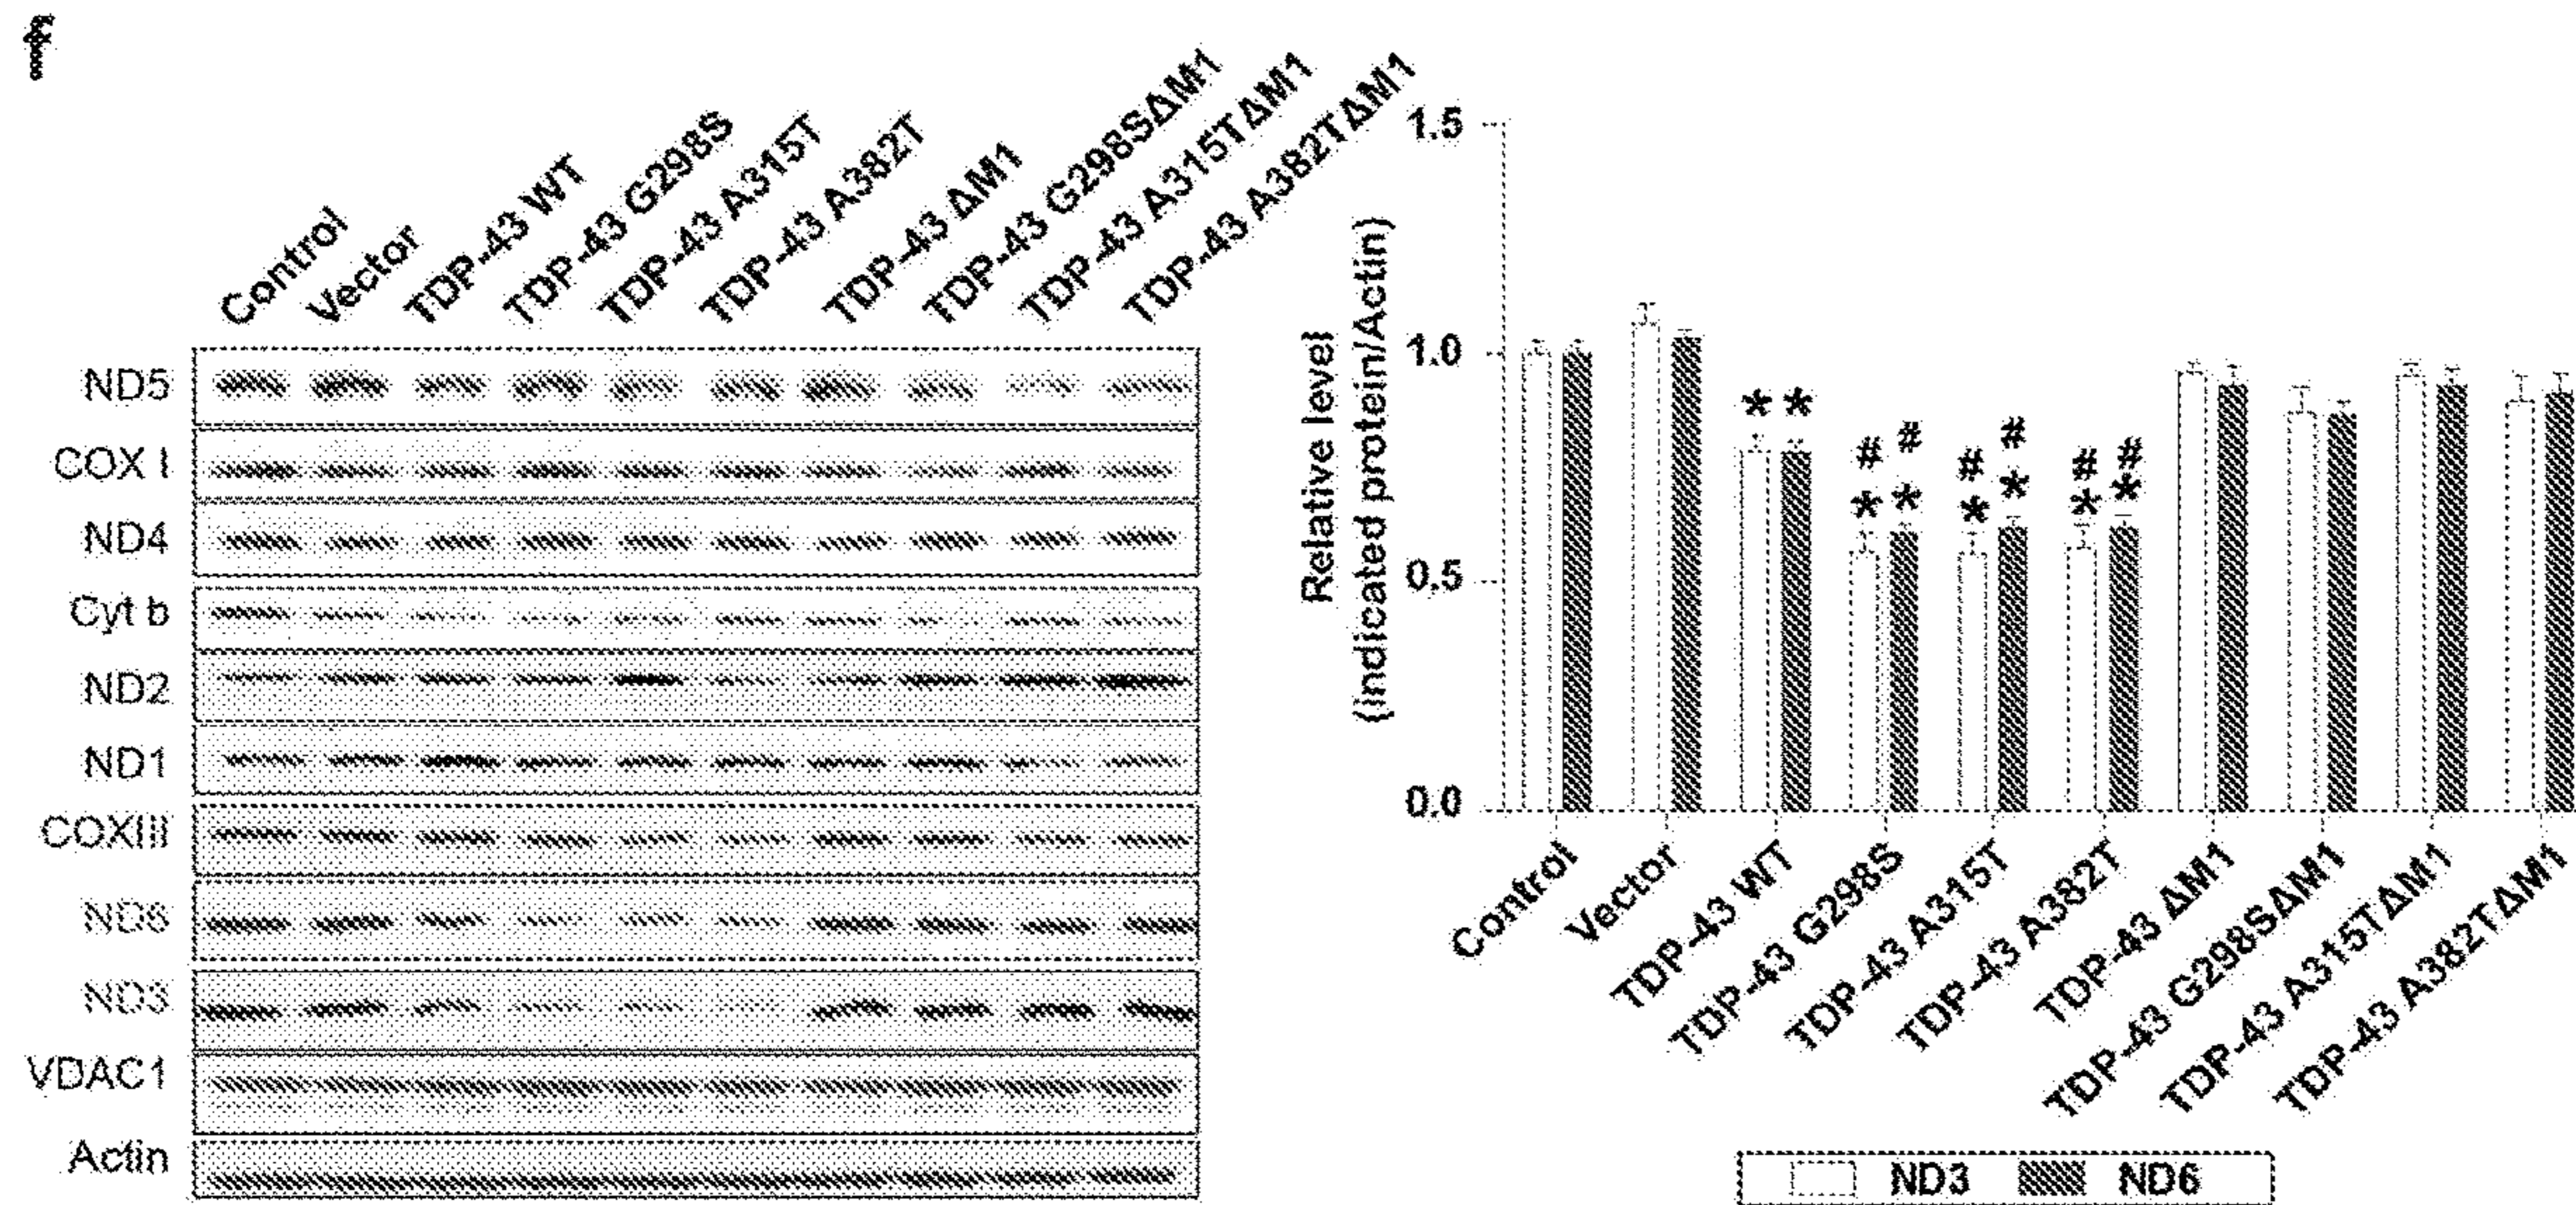 f
Control
Vector
TDP-43 WT
TDP-43 G298S
TDP-43 A315T
TDP-43 A382T
TDP-43 ΔM1
TDP-43 G298SΔM1
TDP-43 A315TΔM1
TDP-43 A382TΔM1
ND5
COX I
ND4
Cyt b
ND2
ND1
COXIII
ND6
ND3
VDAC1
Actin
Relative level
(indicated protein/Actin)
1.5
1.0
0.5
0.0
* *
# #
* *
# #
* *
# #
* *
Control
Vector
TDP-43 WT
TDP-43 G298S
TDP-43 A315T
TDP-43 A382T
TDP-43 ΔM1
TDP-43 G298SΔM1
TDP-43 A315TΔM1
TDP-43 A382TΔM1
ND3 ND6